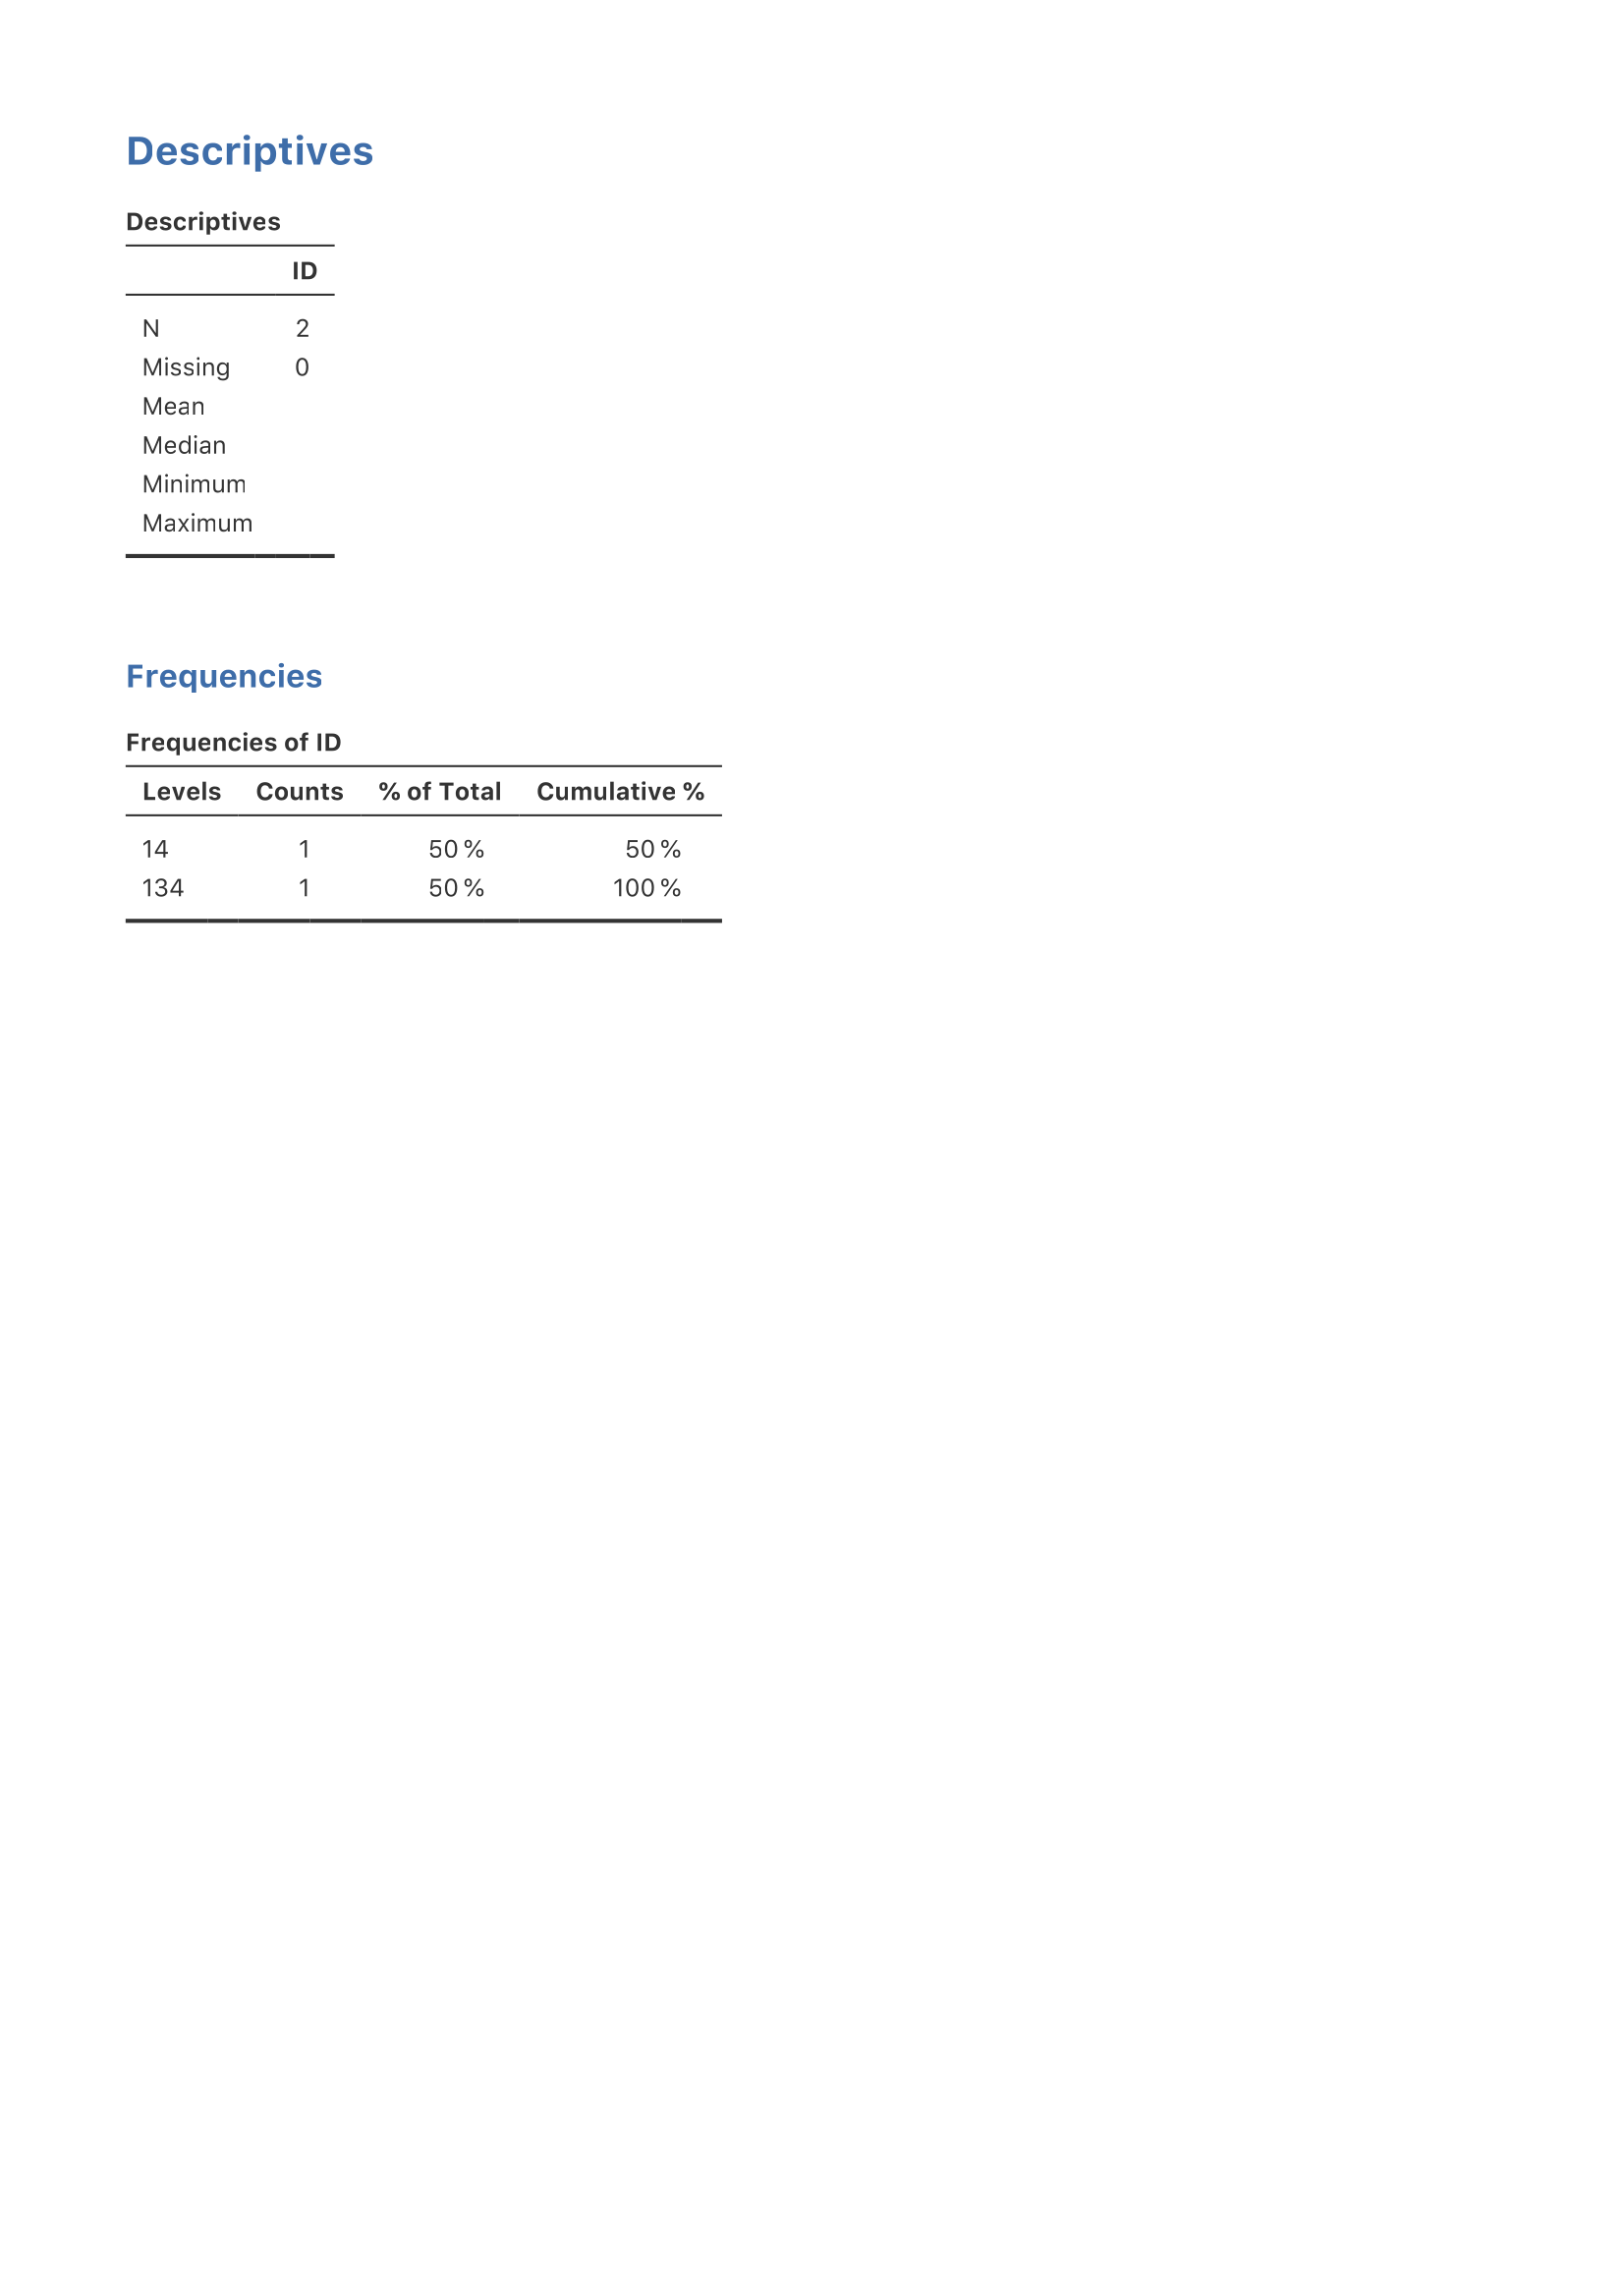 Descriptives
Descriptives
ID
N 2
Missing 0
Mean
Median
Minimum
Maximum
Frequencies
Frequencies of ID
Levels Counts % of Total Cumulative %
14 1 50 % 50 %
134 1 50 % 100 %